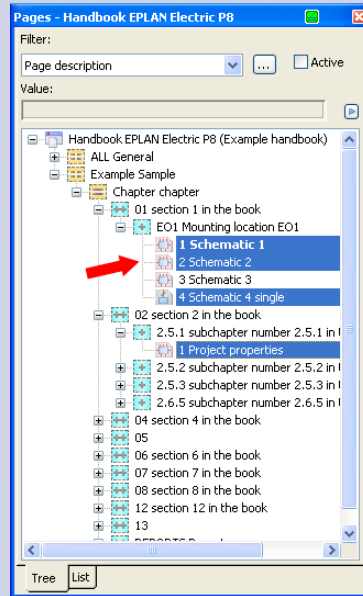 Pages - Handbook EPLAN Electric P8
Filter:
Page description
...
Active
Value:
Handbook EPLAN Electric P8 (Example handbook)
ALL General
Example Sample
Chapter chapter
01 section 1 in the book
EO1 Mounting location EO1
1 Schematic 1
2 Schematic 2
3 Schematic 3
4 Schematic 4 single
02 section 2 in the book
2.5.1 subchapter number 2.5.1 in
1 Project properties
2.5.2 subchapter number 2.5.2 in
2.5.3 subchapter number 2.5.3 in
2.6.5 subchapter number 2.6.5 in
04 section 4 in the book
05
06 section 6 in the book
07 section 7 in the book
08 section 8 in the book
12 section 12 in the book
13
Tree List